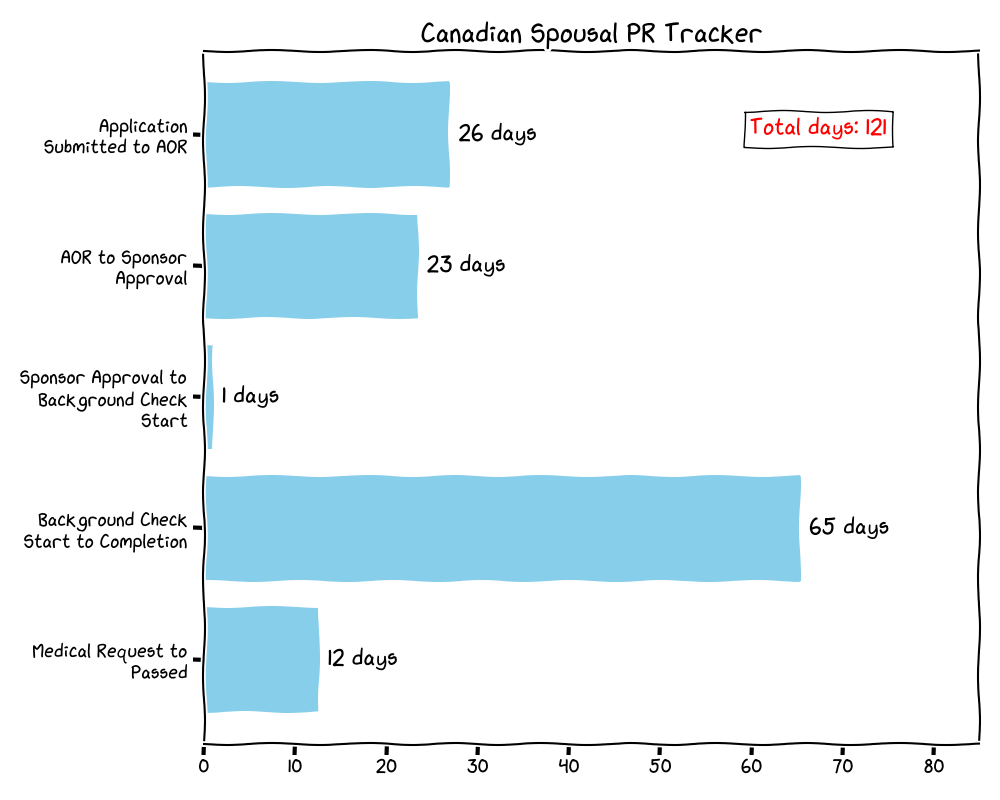 Canadian Spousal PR Tracker
Application
Submitted to AOR
26 days
Total days: 121
AOR to Sponsor
Approval
23 days
Sponsor Approval to
Background Check
Start
1 days
Background Check
Start to Completion
65 days
Medical Request to
Passed
12 days
0 10 20 30 40 50 60 70 80